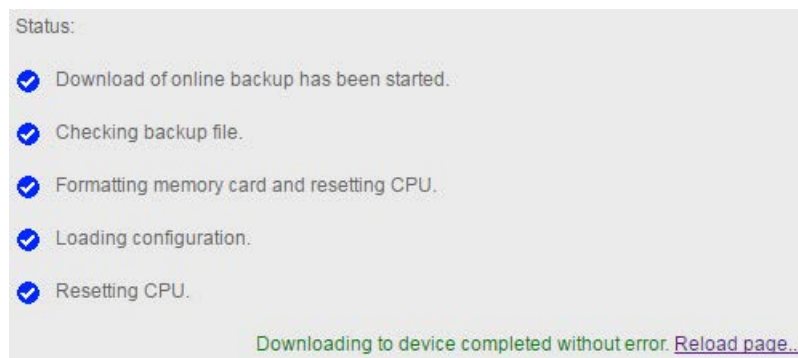 Status:
Download of online backup has been started.
Checking backup file.
Formatting memory card and resetting CPU.
Loading configuration.
Resetting CPU.
Downloading to device completed without error. Reload page..